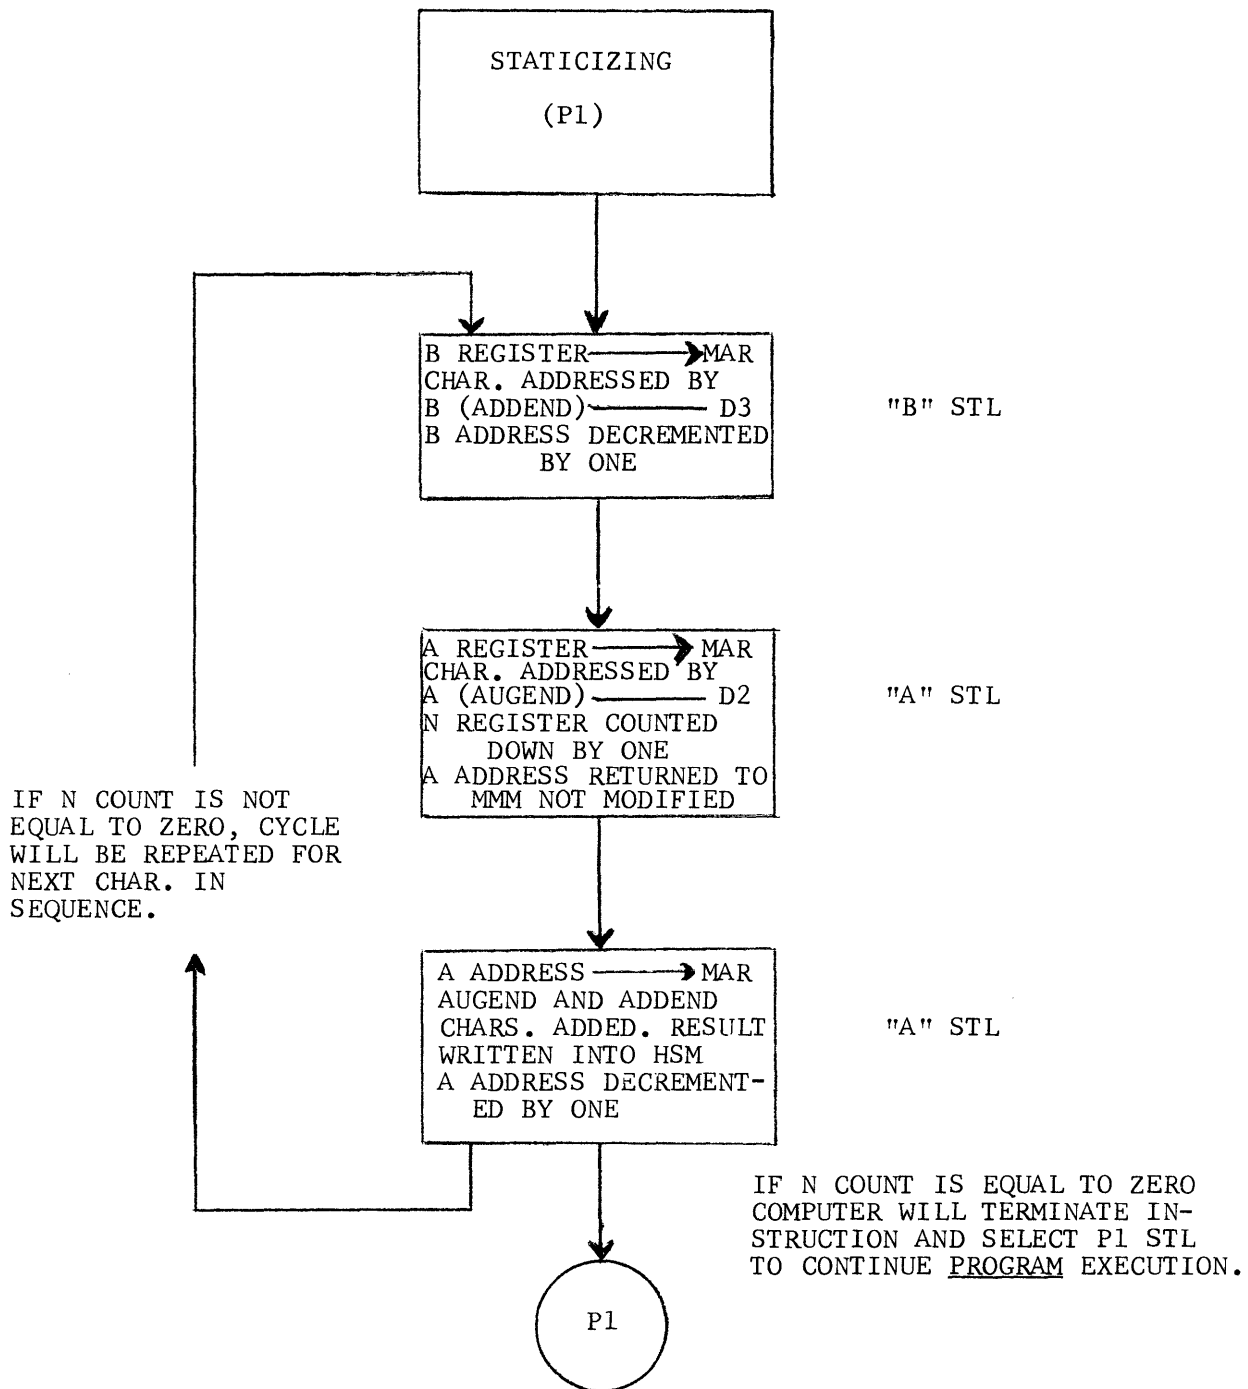 STATICIZING
(P1)
B REGISTER MAR
CHAR. ADDRESSED BY
B (ADDEND) D3
B ADDRESS DECREMENTED
BY ONE
"B" STL
A REGISTER MAR
CHAR. ADDRESSED BY
A (AUGEND) D2
N REGISTER COUNTED
DOWN BY ONE
A ADDRESS RETURNED TO
MMM NOT MODIFIED
"A" STL
IF N COUNT IS NOT
EQUAL TO ZERO, CYCLE
WILL BE REPEATED FOR
NEXT CHAR. IN
SEQUENCE.
A ADDRESS MAR
AUGEND AND ADDEND
CHARS. ADDED. RESULT
WRITTEN INTO HSM
A ADDRESS DECREMENT-
ED BY ONE
"A" STL
IF N COUNT IS EQUAL TO ZERO
COMPUTER WILL TERMINATE IN-
STRUCTION AND SELECT P1 STL
TO CONTINUE PROGRAM EXECUTION.
P1